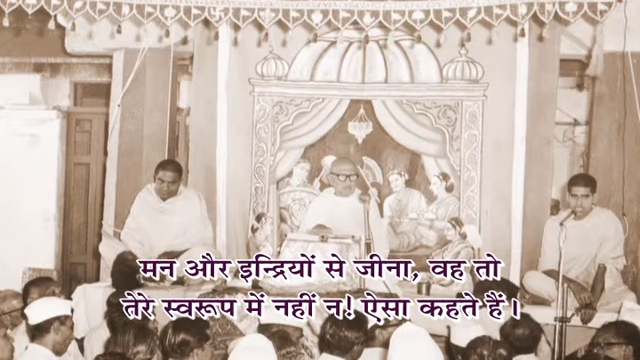 मन और इन्द्रियों से जीना, वह तो
तेरे स्वरूप में नहीं न! ऐसा कहते हैं।